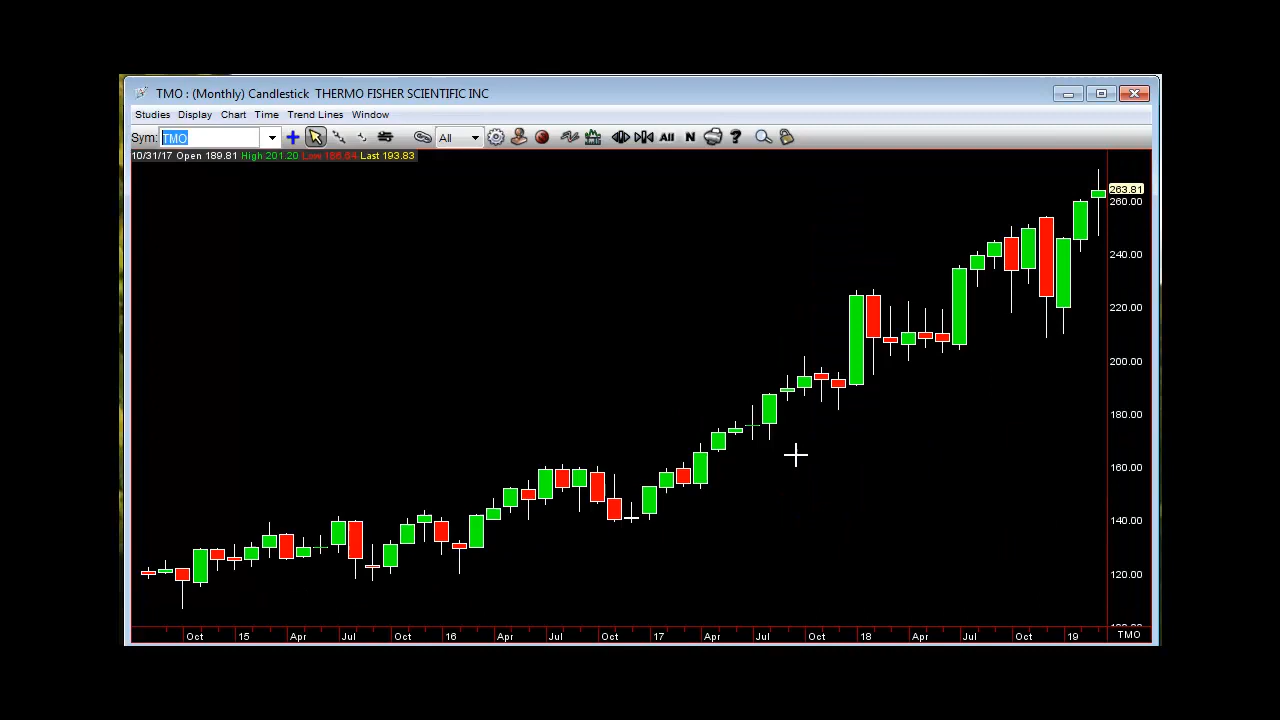 TMO : (Monthly) Candlestick THERMO FISHER SCIENTIFIC INC
Studies Display Chart Time Trend Lines Window
Sym: TMO All All N ?
10/31/17 Open 189.81 High 201.20 Low Last 193.83
263.81
260.00
240.00
220.00
200.00
180.00
160.00
140.00
120.00
Oct 15 Apr Jul Oct 16 Apr Jul Oct 17 Apr Jul Oct 18 Apr Jul Oct 19 TMO